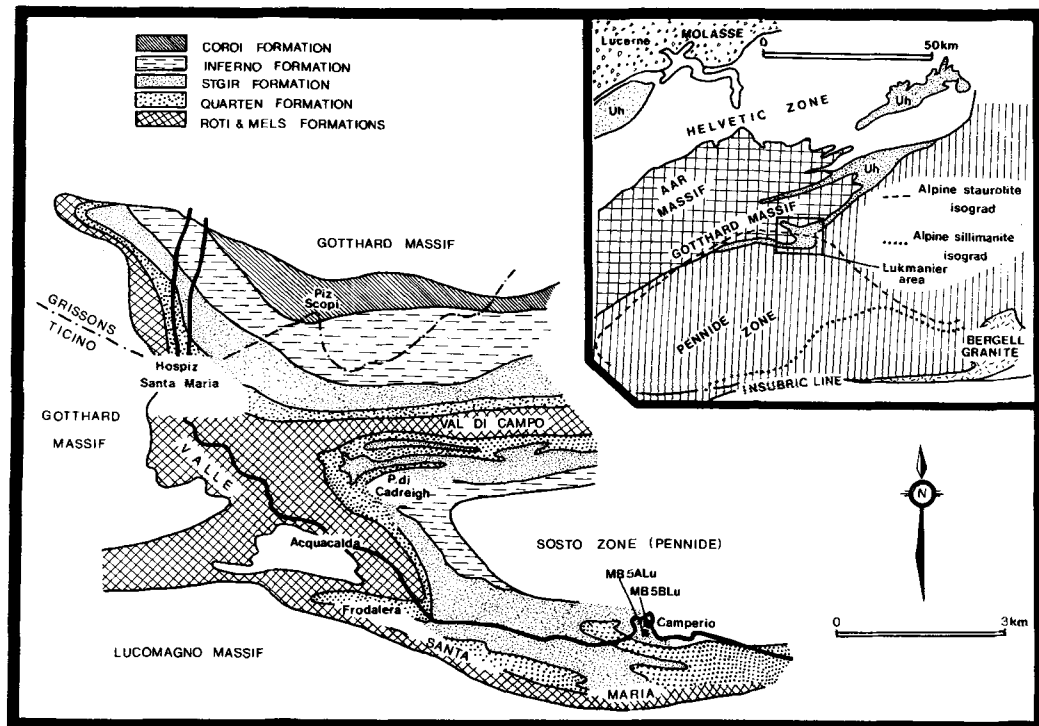 COROI FORMATION
INFERNO FORMATION
STGIR FORMATION
QUARTEN FORMATION
ROTI & MELS FORMATIONS
GOTTHARD MASSIF
Piz
Scopi
GRISSONS
TICINO
Hospiz
Santa Maria
GOTTHARD
MASSIF
VALLE
VAL DI CAMPO
P. di
Cadreigh
Acquacalda
SOSTO ZONE (PENNIDE)
MB5ALu
MB5BLu
Camperio
Frodalera
SANTA
MARIA
LUCOMAGNO MASSIF
N
0 3km
Lucerne
MOLASSE
0 50km
Uh
Uh
HELVETIC ZONE
Uh
AAR
MASSIF
GOTTHARD MASSIF
Alpine staurolite
isograd
Alpine sillimanite
isograd
Lukmanier
area
PENNIDE ZONE
BERGELL
GRANITE
INSUBRIC LINE